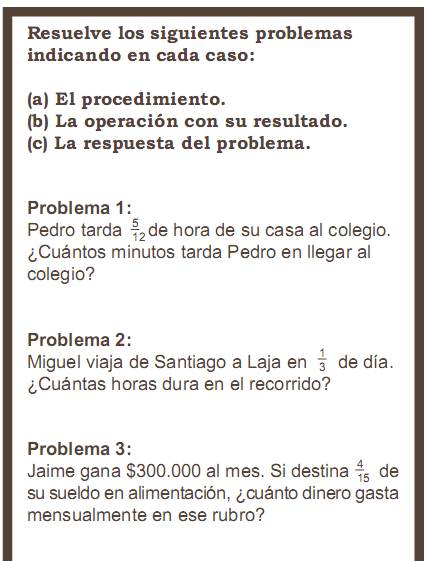 Resuelve los siguientes problemas
indicando en cada caso:
(a) El procedimiento.
(b) La operación con su resultado.
(c) La respuesta del problema.
Problema 1:
Pedro tarda 5/12 de hora de su casa al colegio.
¿Cuántos minutos tarda Pedro en llegar al
colegio?
Problema 2:
Miguel viaja de Santiago a Laja en 1/3 de día.
¿Cuántas horas dura en el recorrido?
Problema 3:
Jaime gana $300.000 al mes. Si destina 4/15 de
su sueldo en alimentación, ¿cuánto dinero gasta
mensualmente en ese rubro?